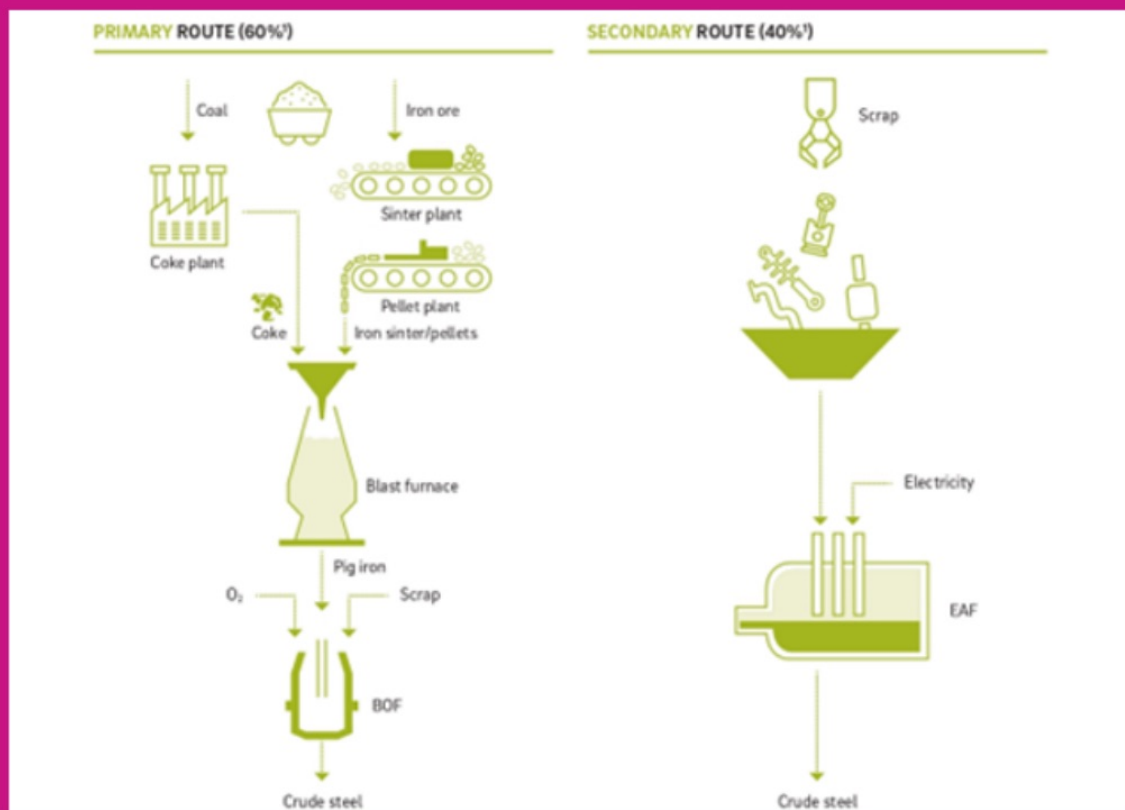 PRIMARY ROUTE (60%¹)
Coal
Iron ore
Sinter plant
Coke plant
Pellet plant
Coke
Iron sinter/pellets
Blast furnace
Pig iron
O₂
Scrap
BOF
Crude steel
SECONDARY ROUTE (40%¹)
Scrap
Electricity
EAF
Crude steel